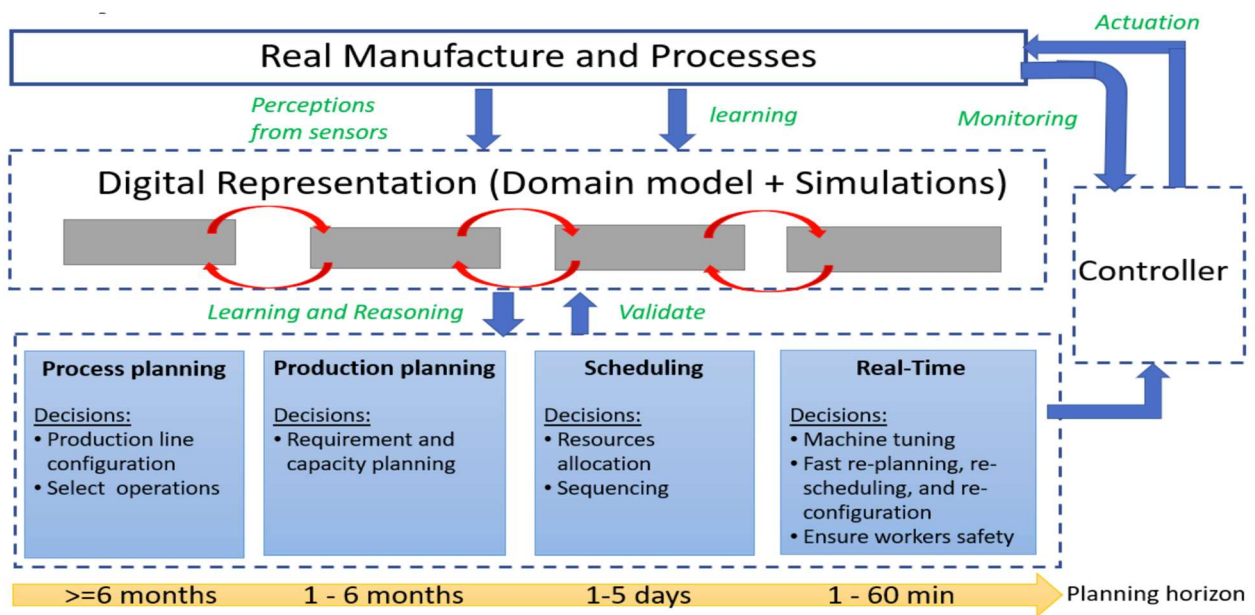 Actuation
Real Manufacture and Processes
Perceptions
from sensors
learning
Monitoring
Digital Representation (Domain model + Simulations)
Controller
Learning and Reasoning
Validate
Process planning
Decisions:
• Production line
configuration
• Select operations
Production planning
Decisions:
• Requirement and
capacity planning
Scheduling
Decisions:
• Resources
allocation
• Sequencing
Real-Time
Decisions:
• Machine tuning
• Fast re-planning, re-
scheduling, and re-
configuration
• Ensure workers safety
>=6 months
1 - 6 months
1-5 days
1 - 60 min
Planning horizon